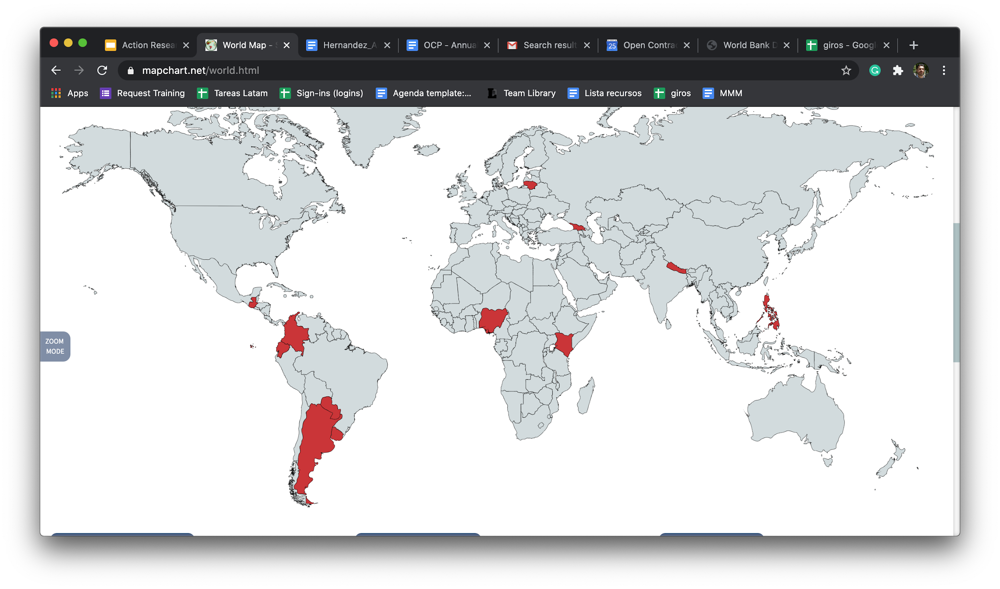 Action Resea
World Map - S
Hernandez_A
OCP - Annua
Search result
25
Open Contrac
World Bank D
giros - Googl
mapchart.net/world.html
Apps
Request Training
Tareas Latam
Sign-ins (logins)
Agenda template:...
Team Library
Lista recursos
giros
MMM
ZOOM
MODE